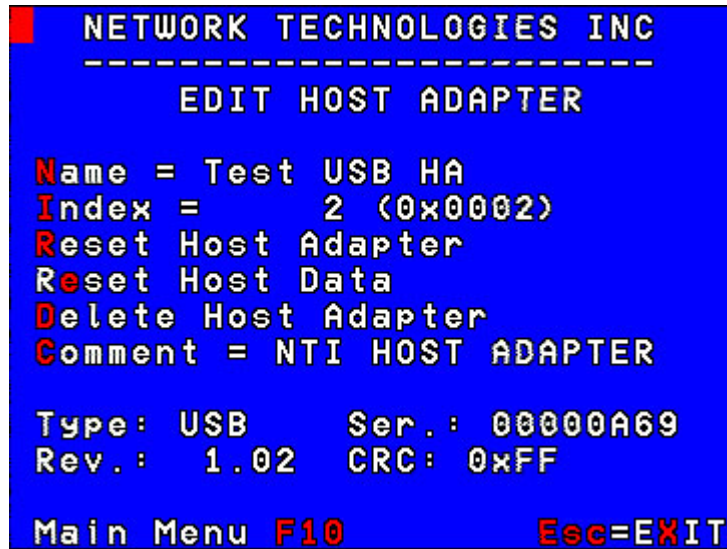 NETWORK TECHNOLOGIES INC
------------------------
EDIT HOST ADAPTER
Name = Test USB HA
Index = 2 (0x0002)
Reset Host Adapter
Reset Host Data
Delete Host Adapter
Comment = NTI HOST ADAPTER
Type: USB Ser.: 00000A69
Rev.: 1.02 CRC: 0xFF
Main Menu F10 Esc=EXIT